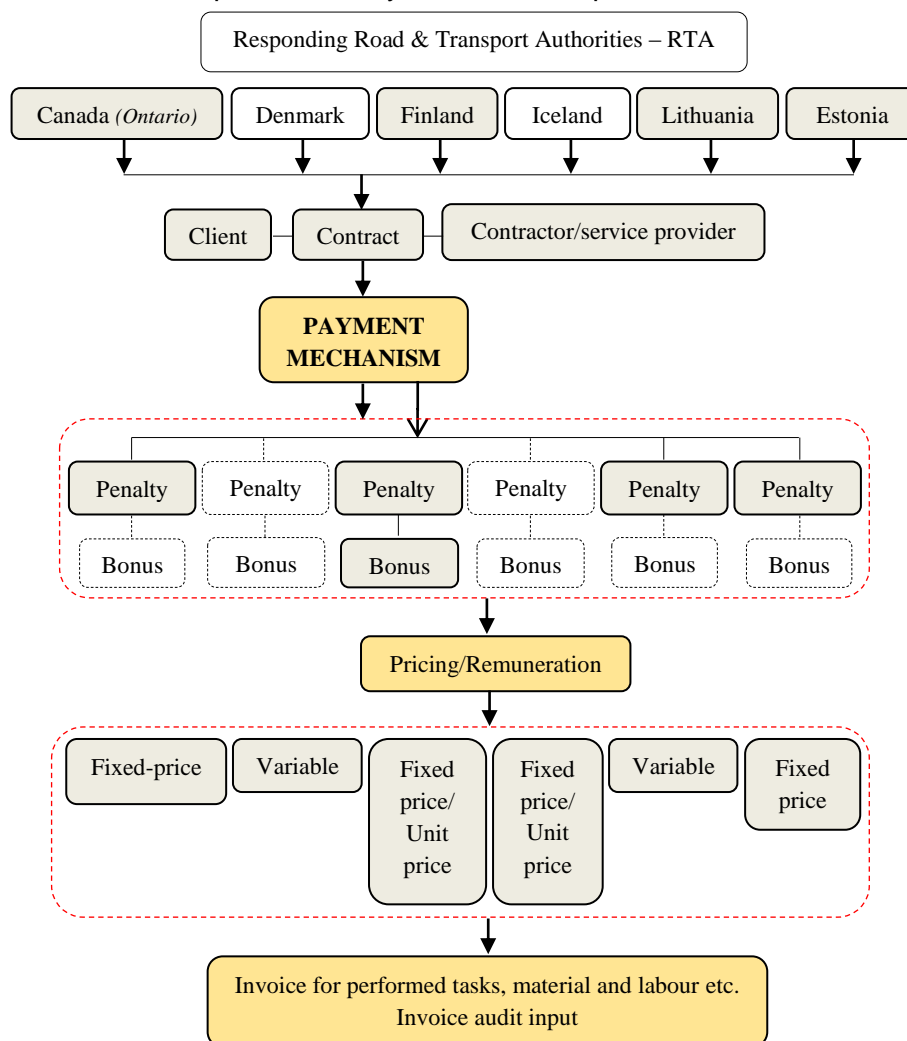 Responding Road & Transport Authorities – RTA
Canada (Ontario) Denmark Finland Iceland Lithuania Estonia
Client Contract Contractor/service provider
PAYMENT
MECHANISM
Penalty Penalty Penalty Penalty Penalty Penalty
Bonus Bonus Bonus Bonus Bonus Bonus
Pricing/Remuneration
Fixed-price
Variable
Fixed
price/
Unit
price
Fixed
price/
Unit
price
Variable
Fixed
price
Invoice for performed tasks, material and labour etc.
Invoice audit input